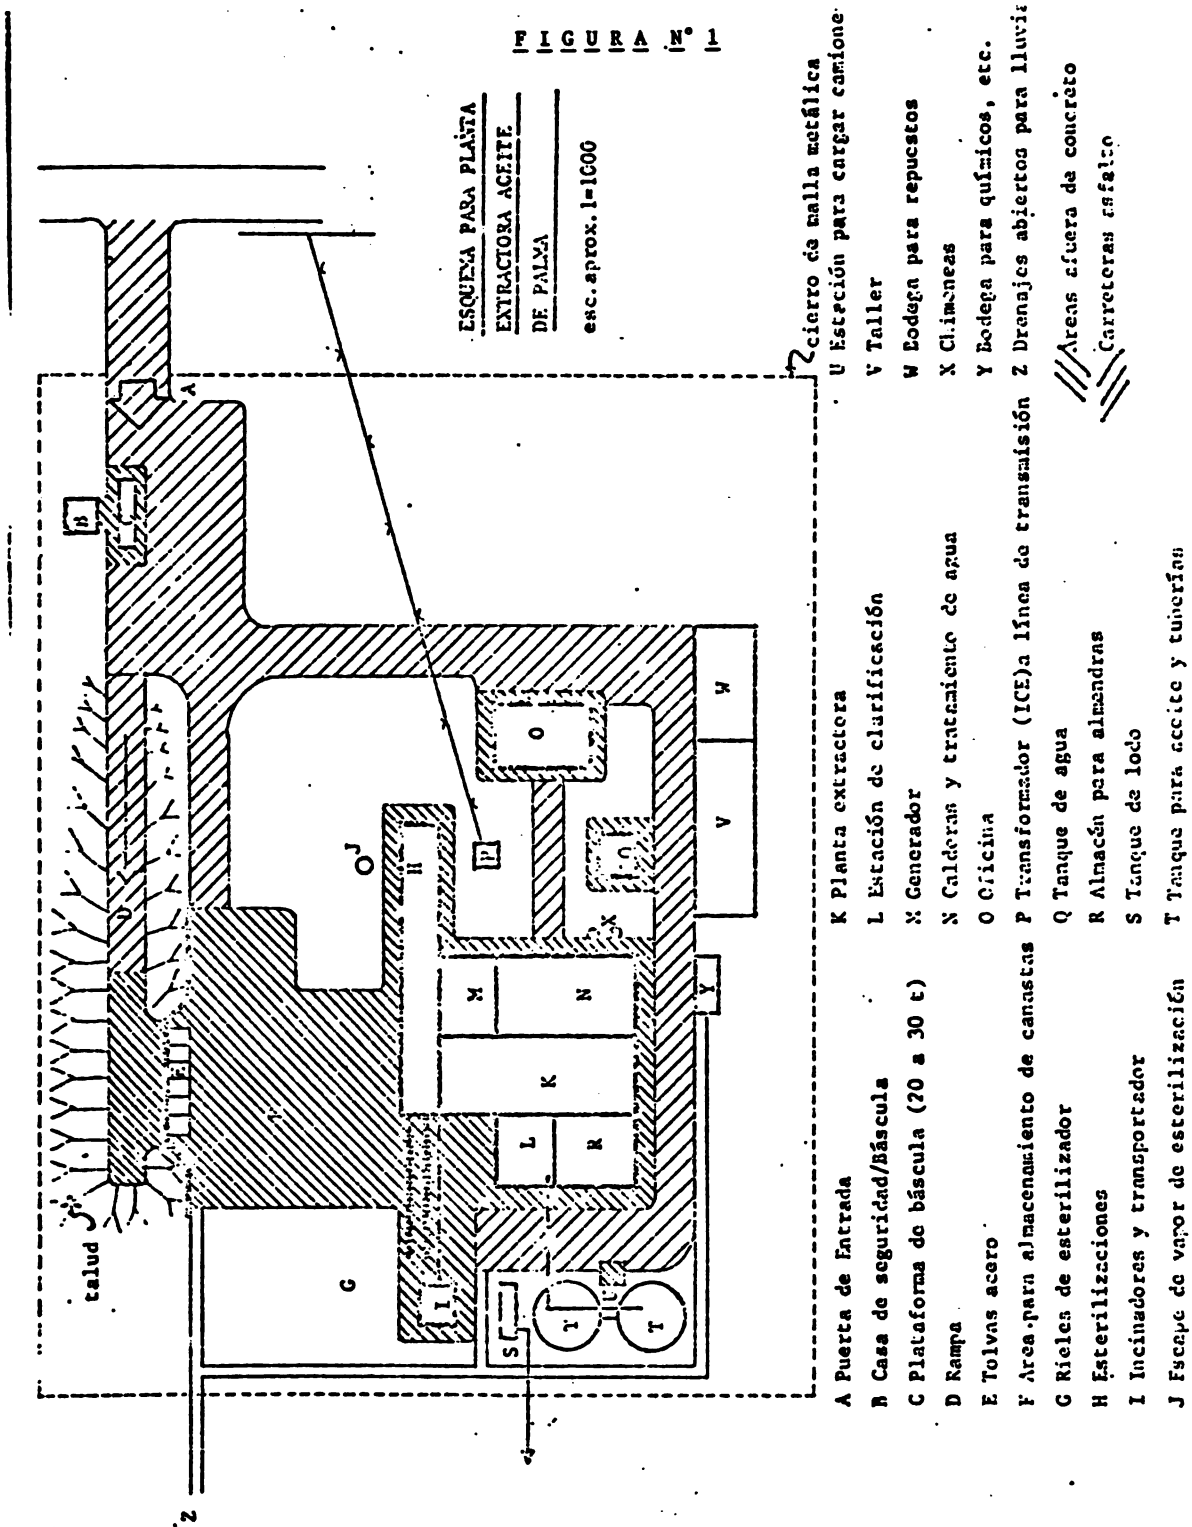 FIGURA N° 1
ESQUEMA PARA PLANTA
EXTRACTORA ACEITE
DE PALMA
esc.aprox.1=1000
cierro de malla metálica
talud
A
B
U
E
G
H
I
J
K
L
M
N
O
P
Q
R
S
T
T
V
W
X
Y
Z
A Puerta de Entrada
B Casa de seguridad/Báscula
C Plataforma de báscula (20 a 30 t)
D Rampa
E Tolvas acero
F Area para almacenamiento de canastas
G Rieles de esterilizador
H Esterilizaciones
I Incinadores y transportador
J Escape de vapor de esterilización
K Planta extractora
L Estación de clarificación
M Generador
N Calderas y tratamiento de agua
O Oficina
P Transformador (ICE)a línea de transmisión
Q Tanque de agua
R Almacén para almendras
S Tanque de lodo
T Tanque para aceite y tuberías
U Estación para cargar camione
V Taller
W Bodega para repuestos
X Chimeneas
Y Bodega para químicos, etc.
Z Drenajes abiertos para lluvia
Areas afuera de concreto
Carreteras asfalto